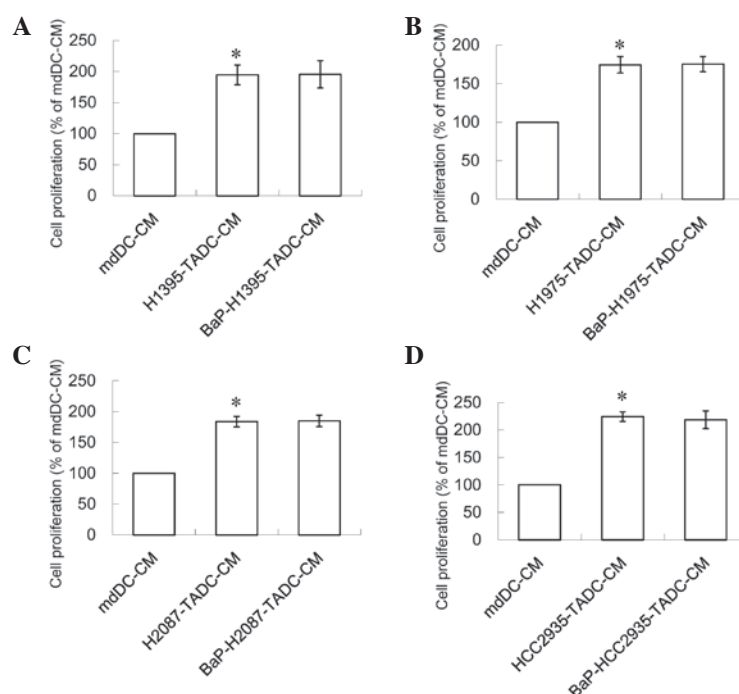 A
Cell proliferation (% of mdDC-CM)
250
200
150
100
50
0
*
mdDC-CM
H1395-TADC-CM
BaP-H1395-TADC-CM
B
Cell proliferation (% of mdDC-CM)
200
150
100
50
0
*
mdDC-CM
H1975-TADC-CM
BaP-H1975-TADC-CM
C
Cell proliferation (% of mdDC-CM)
250
200
150
100
50
0
*
mdDC-CM
H2087-TADC-CM
BaP-H2087-TADC-CM
D
Cell proliferation (% of mdDC-CM)
250
200
150
100
50
0
*
mdDC-CM
HCC2935-TADC-CM
BaP-HCC2935-TADC-CM